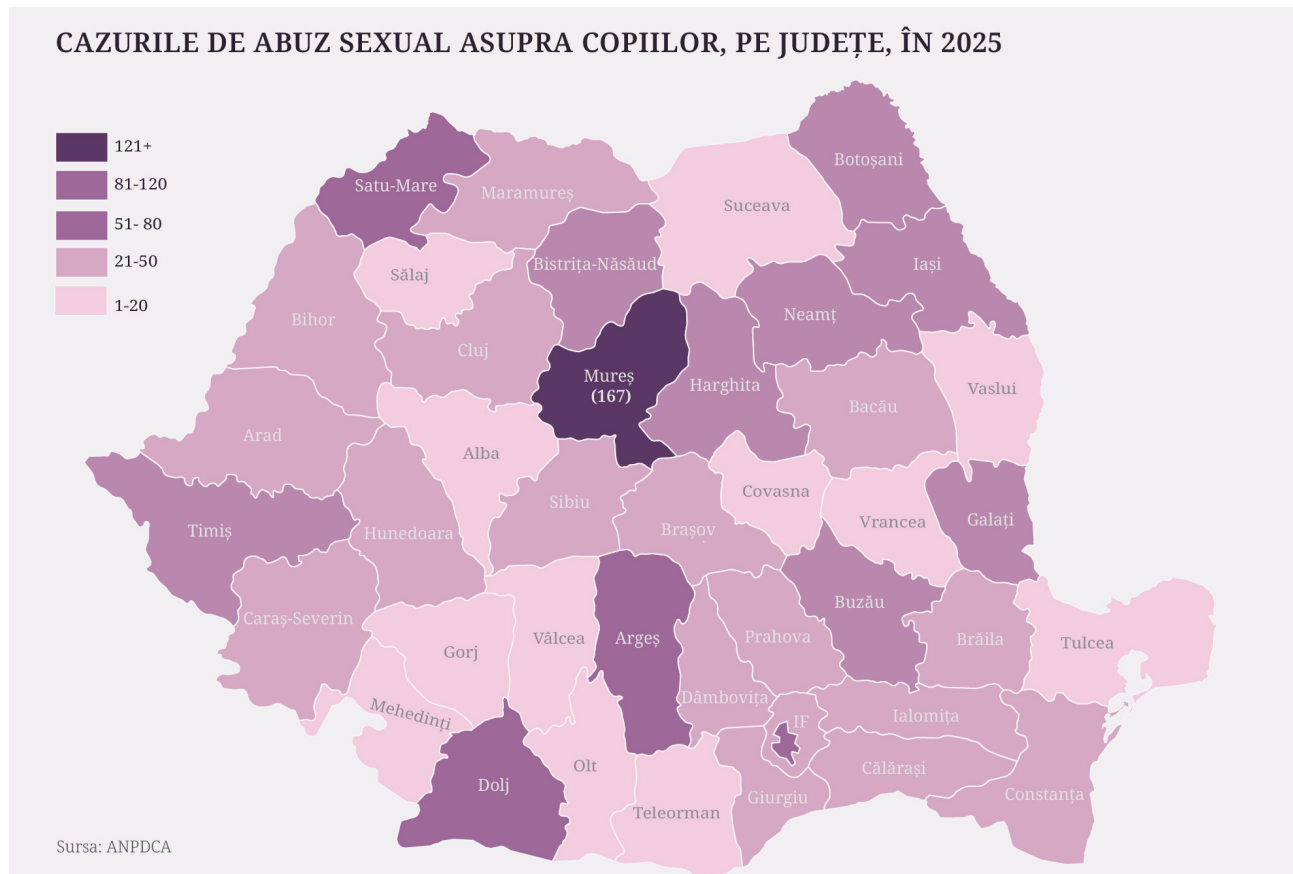 CAZURILE DE ABUZ SEXUAL ASUPRA COPIILOR, PE JUDEȚE, ÎN 2025
121+
81-120
51- 80
21-50
1-20
Botoșani
Satu-Mare
Maramureș
Suceava
Sălaj
Bistrița-Năsăud
Iași
Bihor
Neamț
Cluj
Mureș
(167)
Harghita
Vaslui
Bacău
Arad
Alba
Covasna
Sibiu
Vrancea
Galați
Timiș
Hunedoara
Brașov
Buzău
Caraș-Severin
Vâlcea
Argeș
Prahova
Brăila
Tulcea
Gorj
Dâmbovița
Mehedinți
IF
Ialomița
Olt
Călărași
Dolj
Giurgiu
Constanța
Teleorman
Sursa: ANPDCA